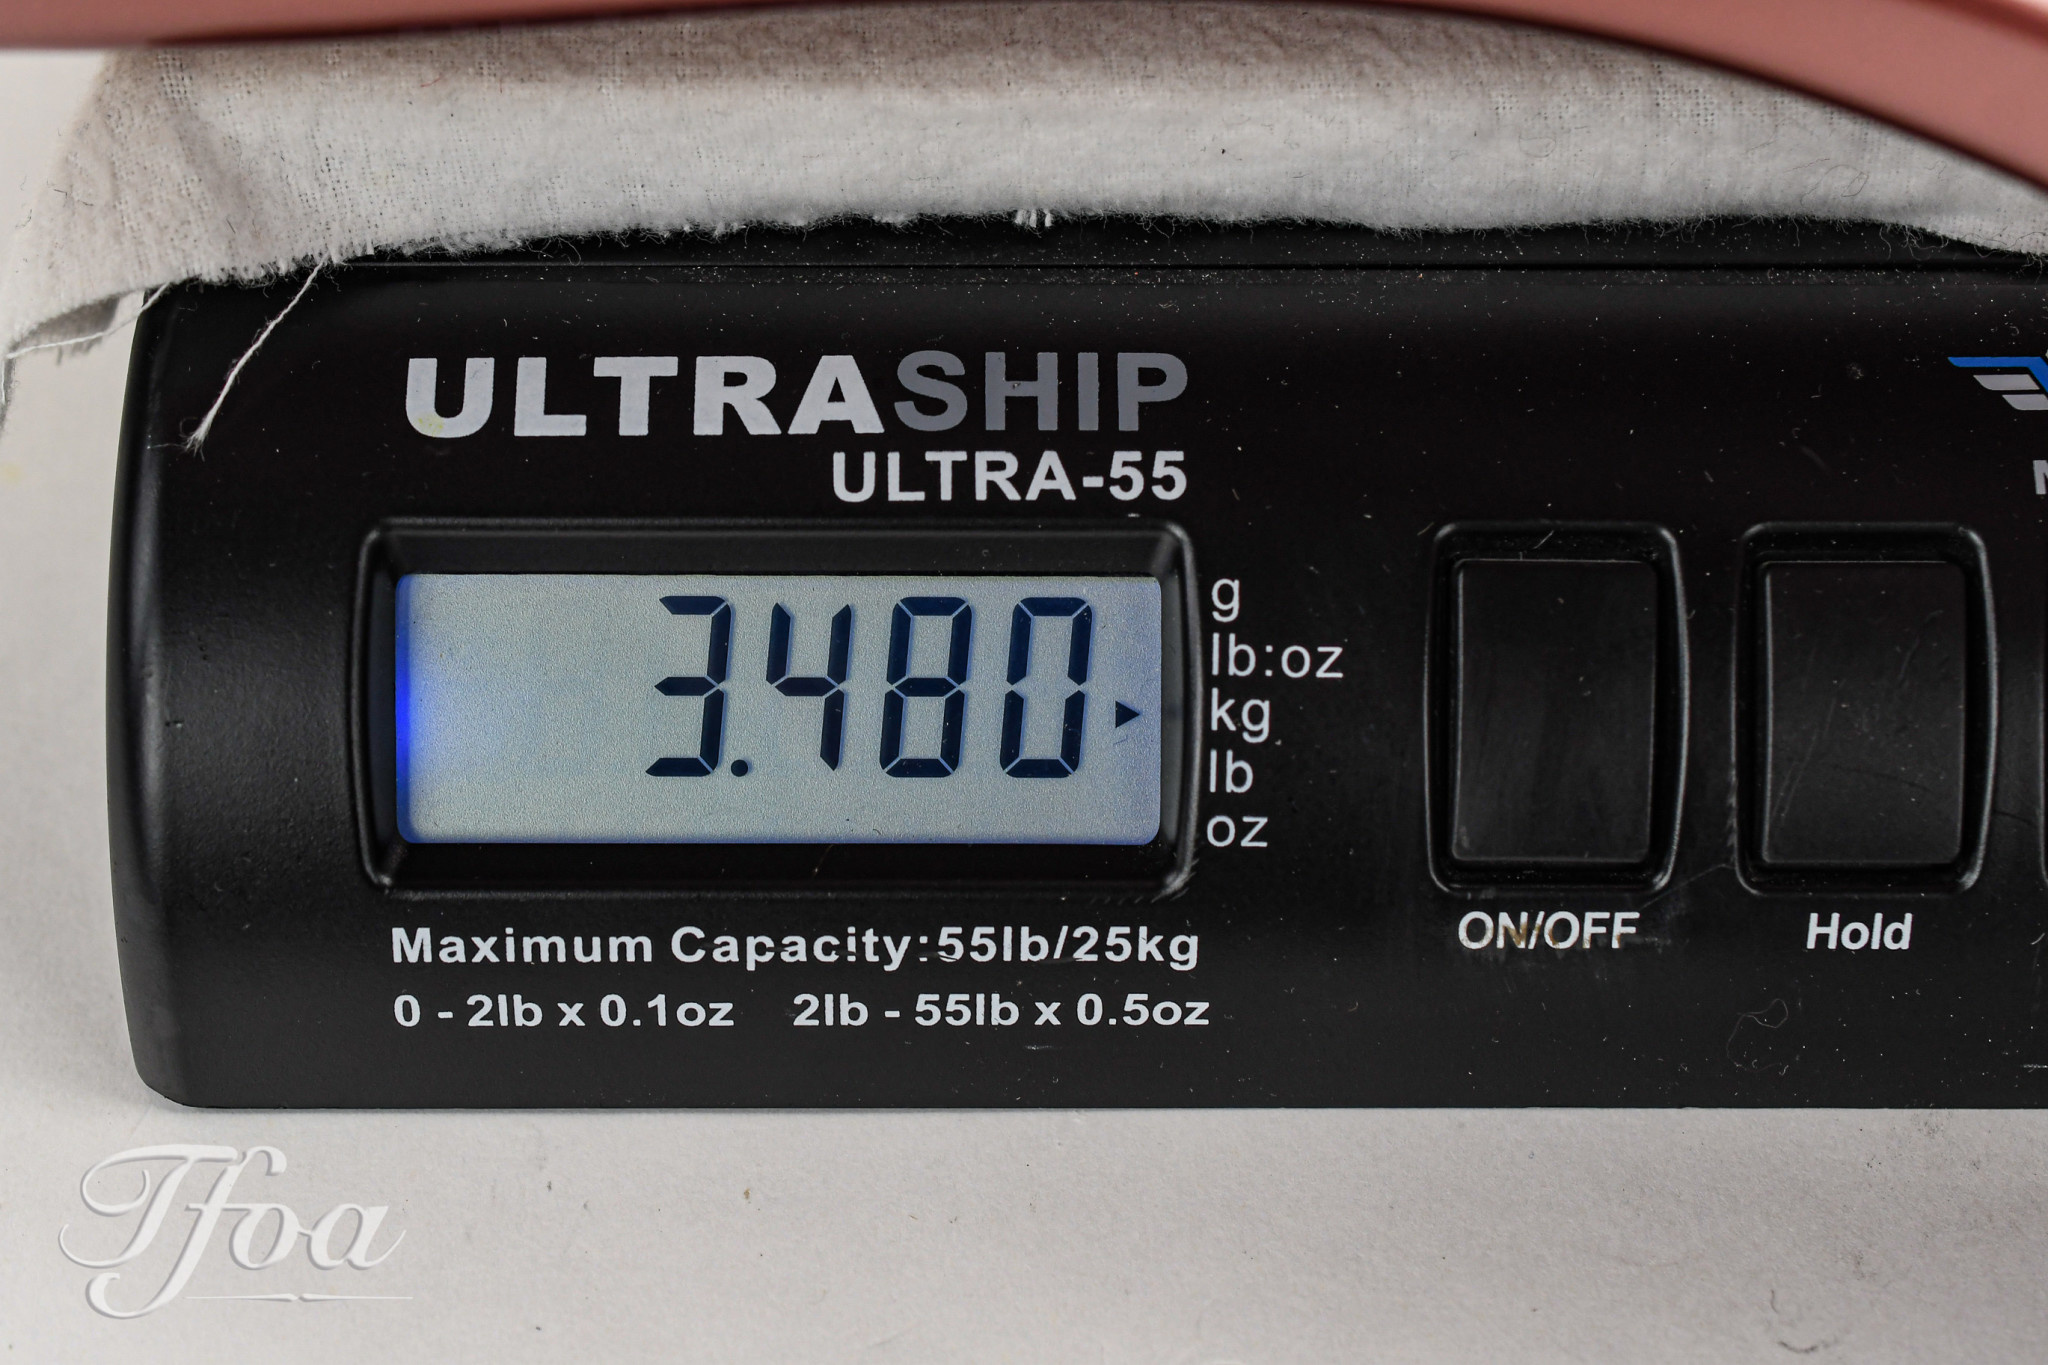 ULTRASHIP
ULTRA-55
3.480
g
lb:oz
kg
lb
oz
ON/OFF
Hold
Maximum Capacity:55lb/25kg
0 - 2lb x 0.1oz 2lb - 55lb x 0.5oz
Tfoa